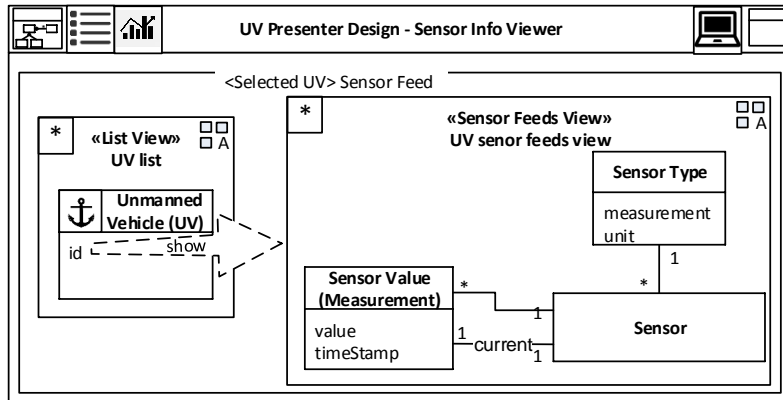 UV Presenter Design - Sensor Info Viewer
<Selected UV> Sensor Feed
*
«List View»
UV list
A
Unmanned
Vehicle (UV)
id
show
*
«Sensor Feeds View»
UV senor feeds view
A
Sensor Type
measurement
unit
1
*
Sensor Value
(Measurement)
value
timeStamp
*
1
1
current
1
Sensor